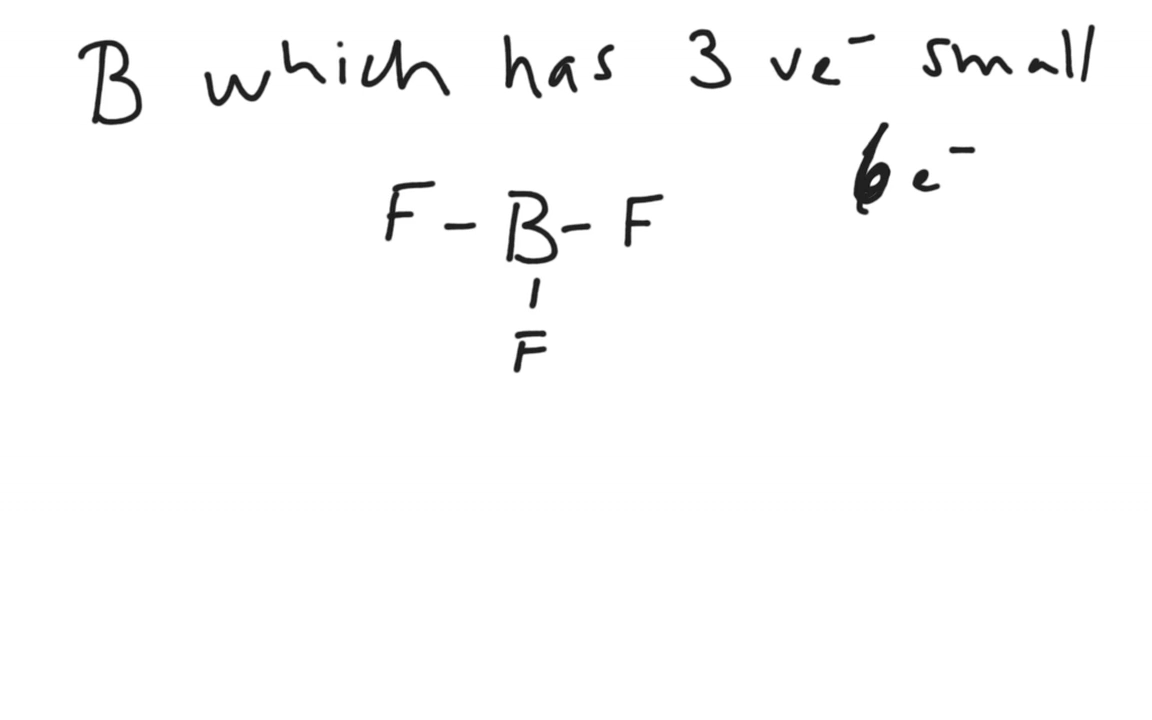 B which has 3 ve⁻ small
6e⁻
F-B-F
I
F